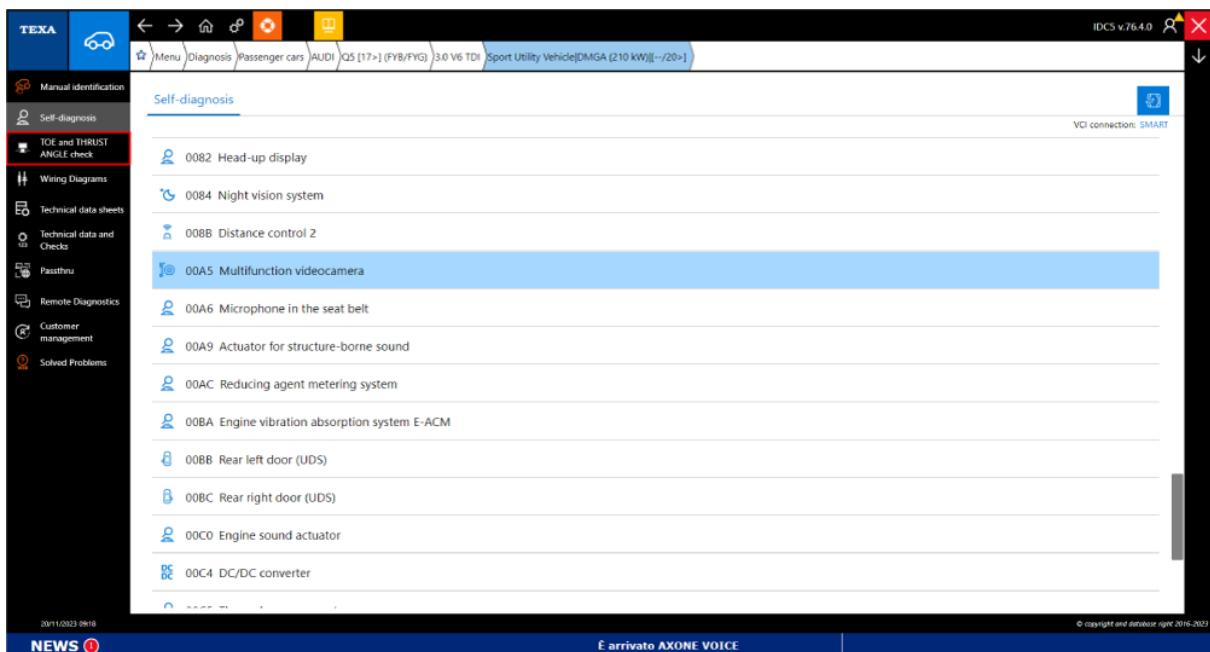 TEXA
IDC5 v.76.4.0
Menu Diagnosis Passenger cars AUDI Q5 [17>] (FYB/FYG) 3.0 V6 TDI Sport Utility Vehicle|DMGA (210 kW)|[--/20>]
Manual identification
Self-diagnosis
TOE and THRUST
ANGLE check
Wiring Diagrams
Technical data sheets
Technical data and
Checks
Passthru
Remote Diagnostics
Customer
management
Solved Problems
Self-diagnosis
VCI connection: SMART
0082 Head-up display
0084 Night vision system
008B Distance control 2
00A5 Multifunction videocamera
00A6 Microphone in the seat belt
00A9 Actuator for structure-borne sound
00AC Reducing agent metering system
00BA Engine vibration absorption system E-ACM
00BB Rear left door (UDS)
00BC Rear right door (UDS)
00C0 Engine sound actuator
00C4 DC/DC converter
20/11/2023 09:18
© copyright and database right 2016-2023
NEWS 1
È arrivato AXONE VOICE